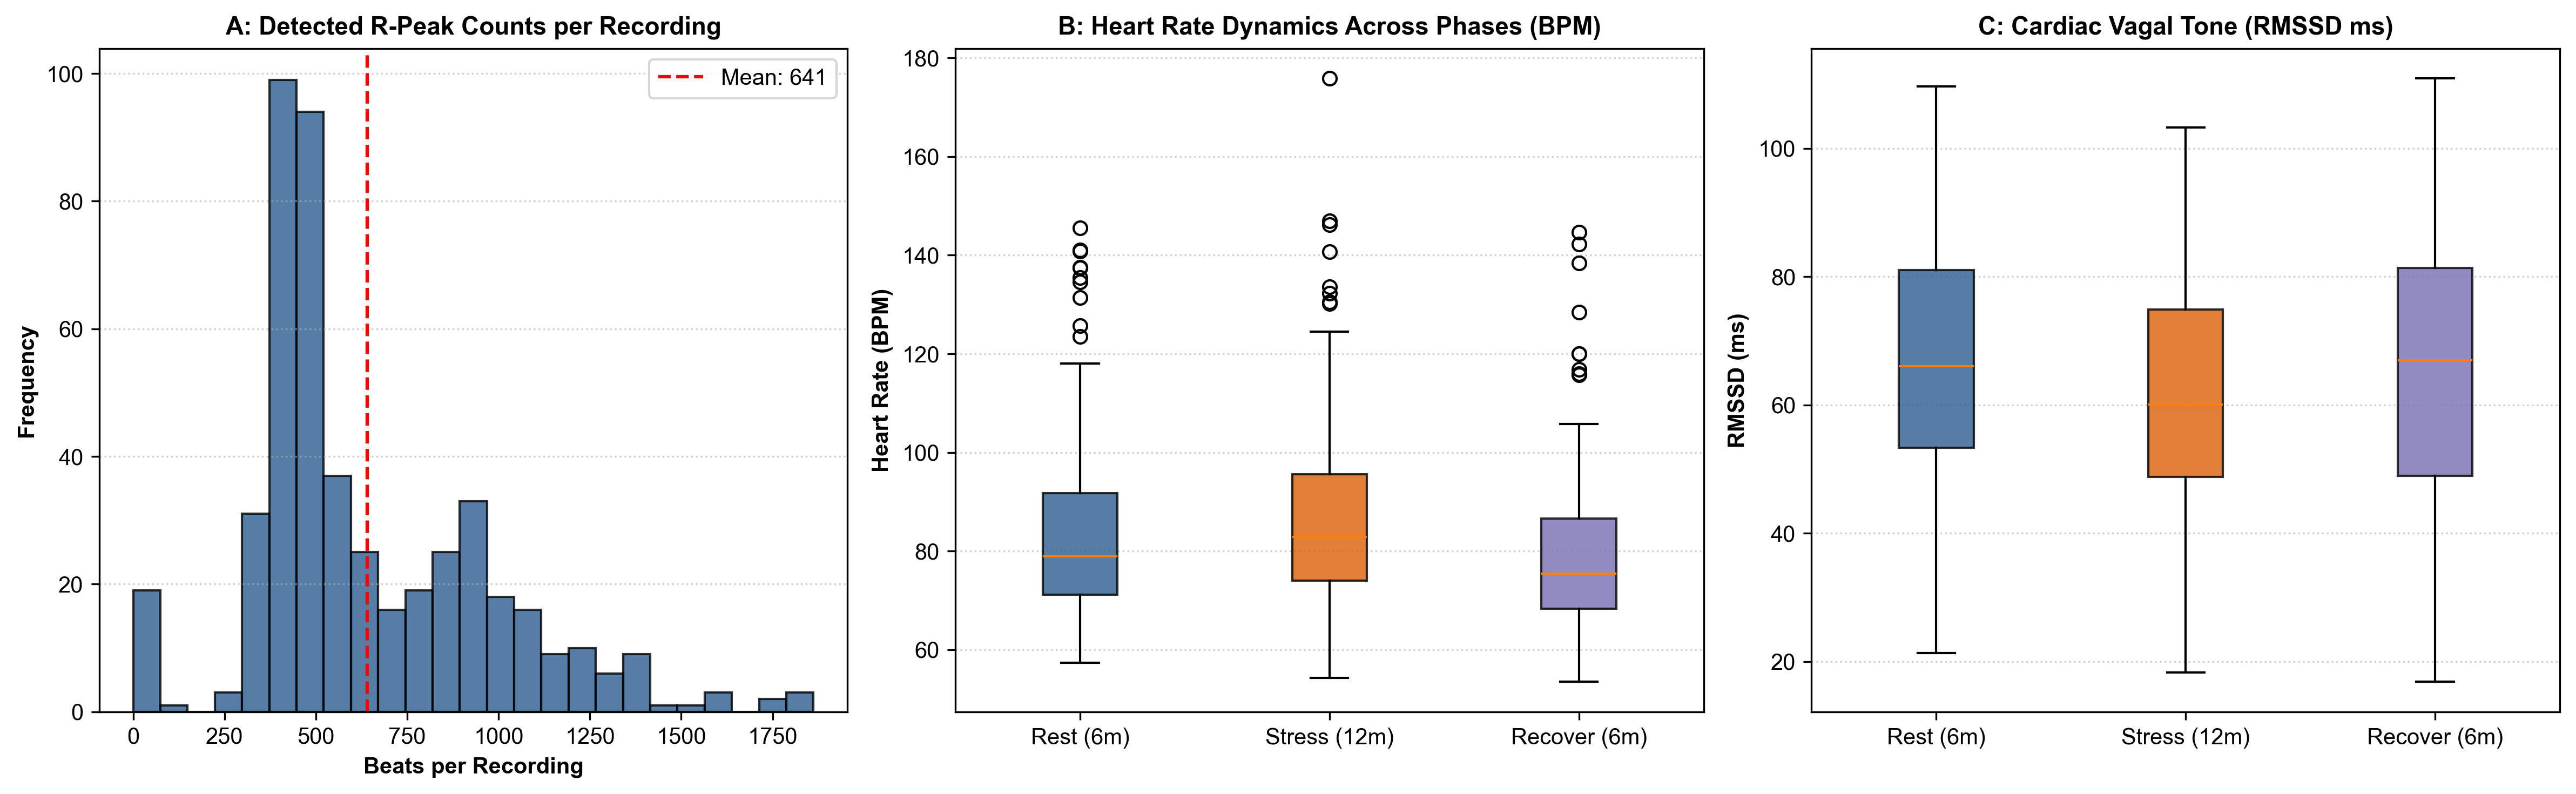 A: Detected R-Peak Counts per Recording
Mean: 641
Frequency
100
80
60
40
20
0
0 250 500 750 1000 1250 1500 1750
Beats per Recording
B: Heart Rate Dynamics Across Phases (BPM)
Heart Rate (BPM)
180
160
140
120
100
80
60
Rest (6m) Stress (12m) Recover (6m)
C: Cardiac Vagal Tone (RMSSD ms)
RMSSD (ms)
100
80
60
40
20
Rest (6m) Stress (12m) Recover (6m)